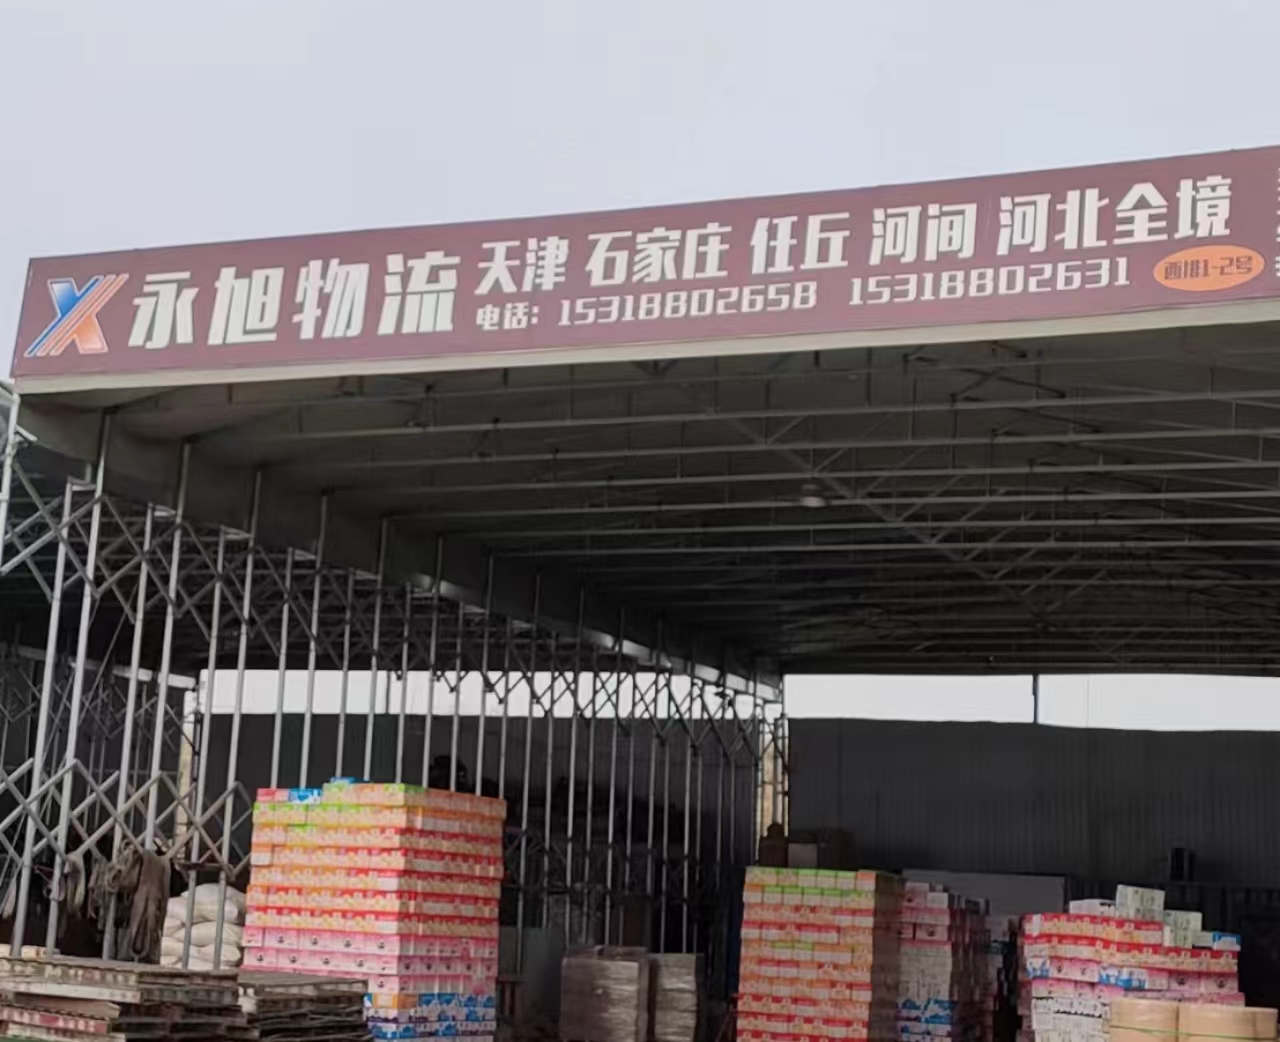 永旭物流
天津 石家庄 任丘 河间 河北全境
电话：15318802658 15318802631
西排1-2号